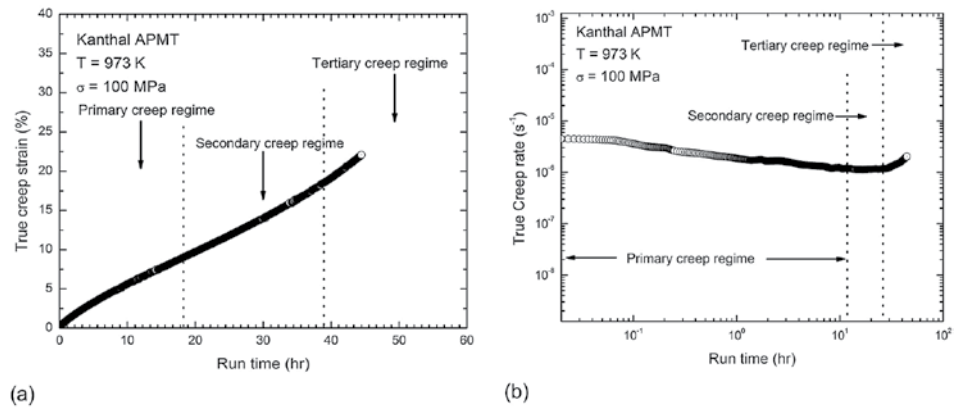 Kanthal APMT
T = 973 K
σ = 100 MPa
Primary creep regime
Secondary creep regime
Tertiary creep regime
True creep strain (%)
40
35
30
25
20
15
10
5
0
0 10 20 30 40 50 60
Run time (hr)
(a)
Kanthal APMT
T = 973 K
σ = 100 MPa
Tertiary creep regime
Secondary creep regime
Primary creep regime
True Creep rate (s⁻¹)
10⁻³
10⁻⁴
10⁻⁵
10⁻⁶
10⁻⁷
10⁻⁸
10⁻¹ 10⁰ 10¹ 10²
Run time (hr)
(b)